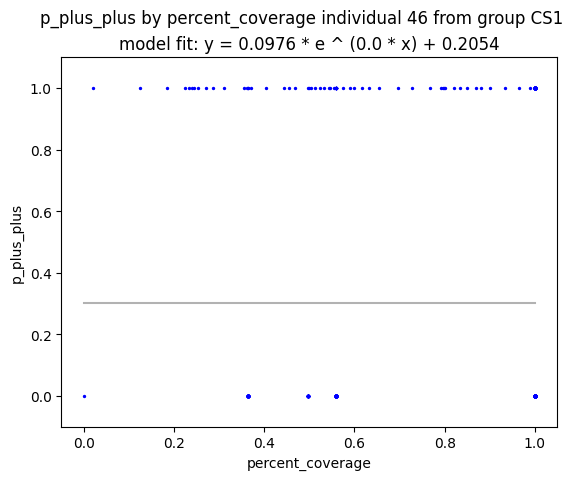 p_plus_plus by percent_coverage individual 46 from group CS1
model fit: y = 0.0976 * e ^ (0.0 * x) + 0.2054
1.0
0.8
0.6
0.4
0.2
0.0
p_plus_plus
0.0 0.2 0.4 0.6 0.8 1.0
percent_coverage